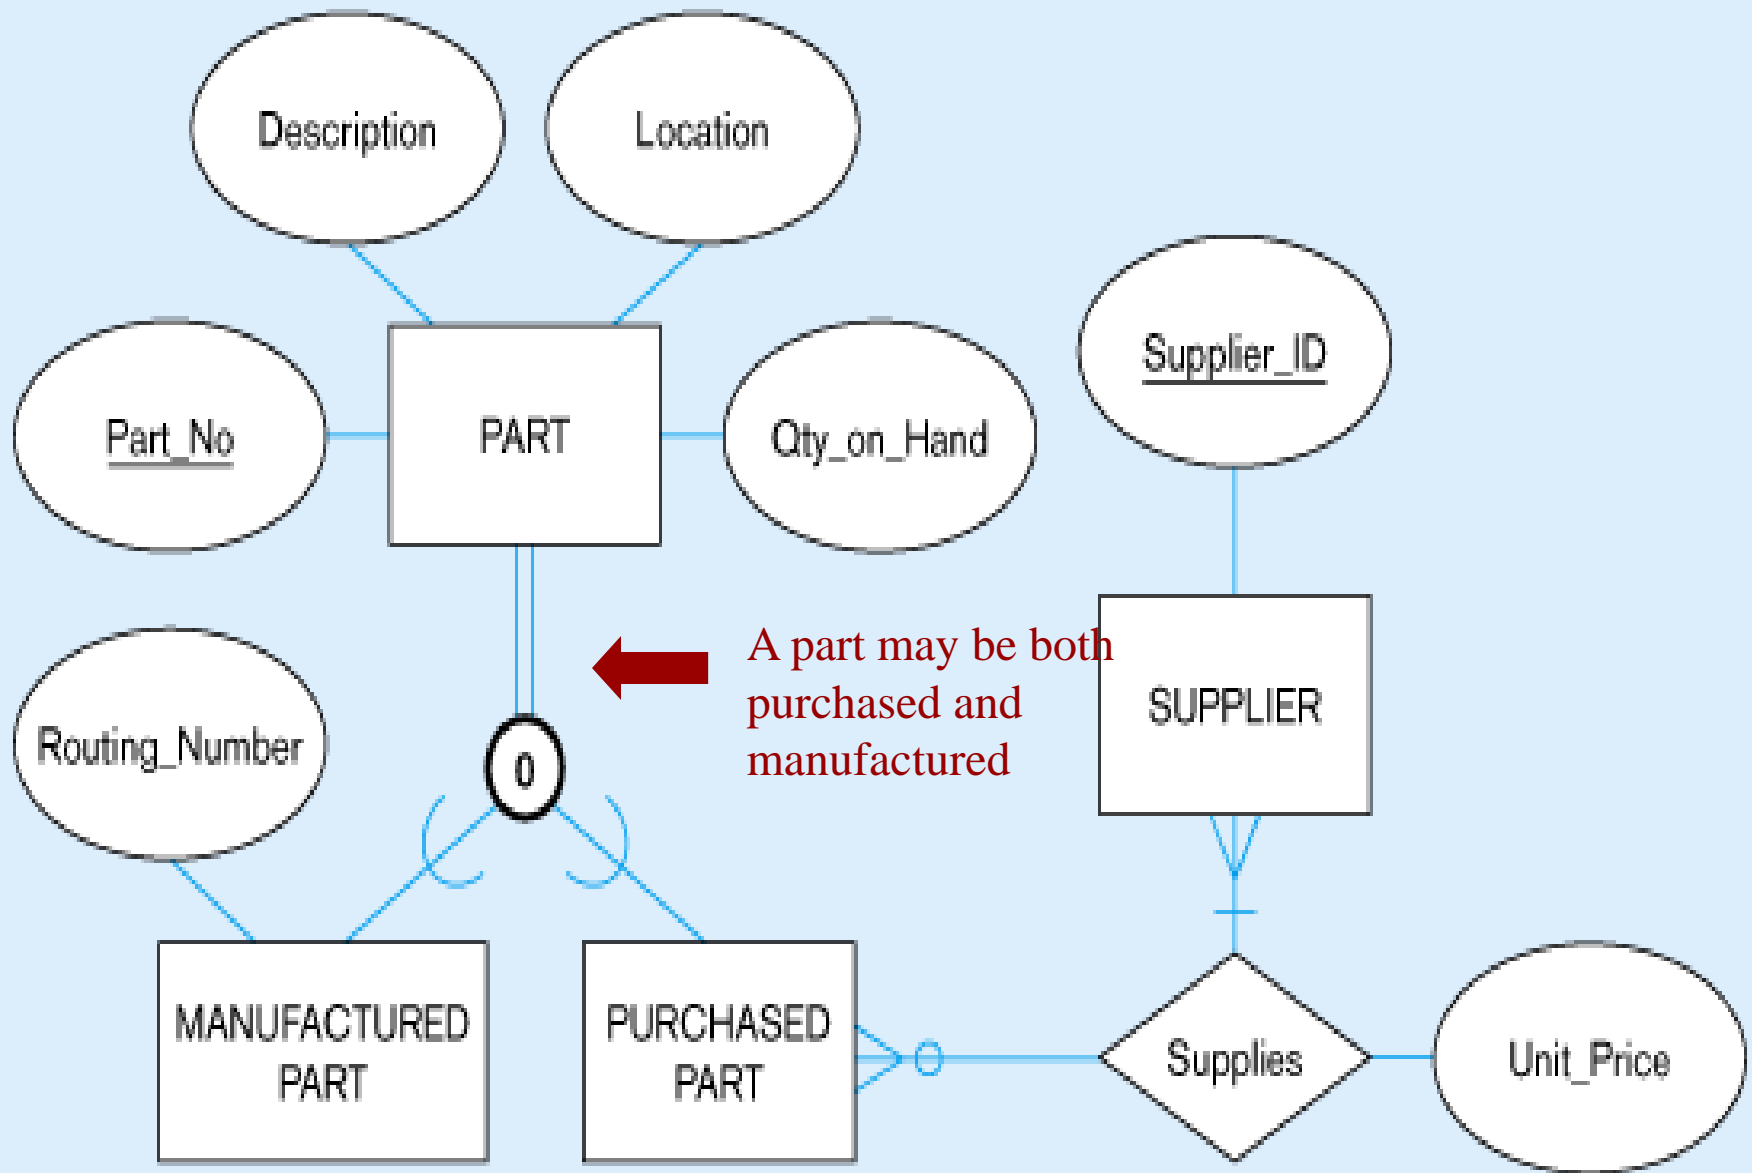 Description
Location
Supplier_ID
Part_No
PART
Qty_on_Hand
A part may be both
purchased and
manufactured
SUPPLIER
Routing_Number
O
MANUFACTURED
PART
PURCHASED
PART
Supplies
Unit_Price